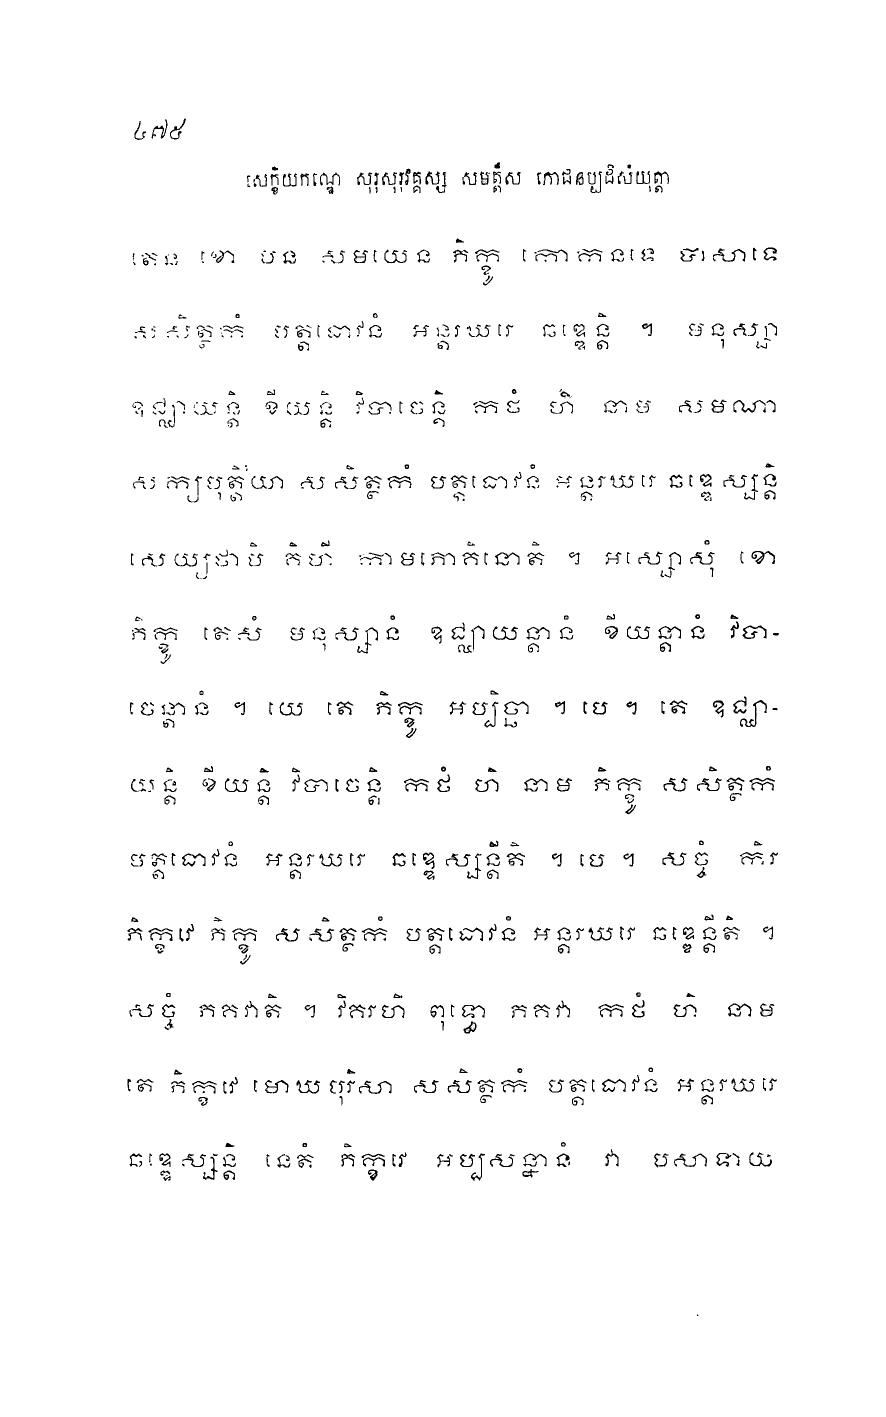 ៤៧៥
សេក្ខិយកណ្ឌេ សុរុសុរុវគ្គស្ស សមត្តឹស ភោជនប្បដិសំយុត្តា
តេន ខោ បន សមយេន ភិក្ខូ កោកនទេ បាសាទេ
សសិត្ថកំ បត្តធោវនំ អន្តរឃរេ ឆឌ្ឌេន្តិ ។ មនុស្សា
ឧជ្ឈាយន្តិ ខីយន្តិ វិបាចេន្តិ កថំ ហិ នាម សមណា
សក្យបុត្តិយា សសិត្ថកំ បត្តធោវនំ អន្តរឃរេ ឆឌ្ឌេស្សន្តិ
សេយ្យថាបិ គិហី កាមភោគិនោតិ ។ អស្សោសុំ ខោ
ភិក្ខូ តេសំ មនុស្សានំ ឧជ្ឈាយន្តានំ ខីយន្តានំ វិបា-
ចេន្តានំ ។ យេ តេ ភិក្ខូ អប្បិច្ឆា ។ បេ ។ តេ ឧជ្ឈា-
យន្តិ ខីយន្តិ វិបាចេន្តិ កថំ ហិ នាម ភិក្ខូ សសិត្ថកំ
បត្តធោវនំ អន្តរឃរេ ឆឌ្ឌេស្សន្តីតិ ។ បេ ។ សច្ចំ កិរ
ភិក្ខវេ ភិក្ខូ សសិត្ថកំ បត្តធោវនំ អន្តរឃរេ ឆឌ្ឌេន្តីតិ ។
សច្ចំ ភគវាតិ ។ វិគរហិ ពុទ្ធោ ភគវា កថំ ហិ នាម
តេ ភិក្ខវេ មោឃបុរិសា សសិត្ថកំ បត្តធោវនំ អន្តរឃរេ
ឆឌ្ឌេស្សន្តិ នេតំ ភិក្ខវេ អប្បសន្នានំ វា បសាទាយ